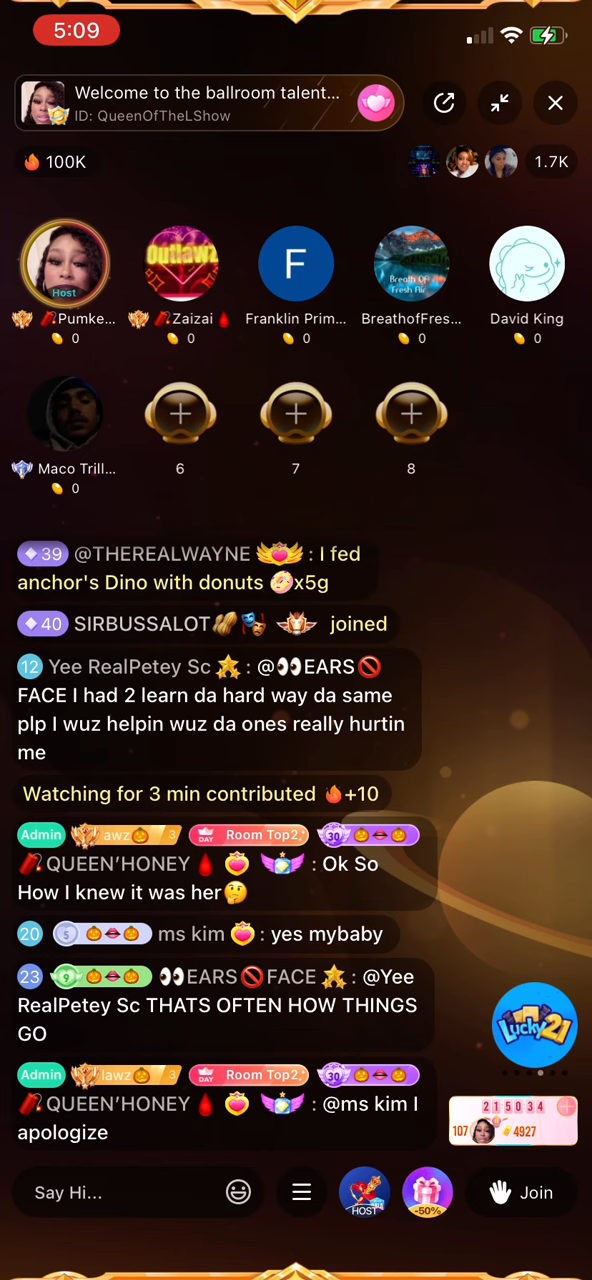 5:09
Welcome to the ballroom talent...
ID: QueenOfTheLShow
🔥 100K
1.7K
Outlawz
F
Breath Of
Fresh Air
Host
Pumke...
Zaizai
Franklin Prim...
BreathofFres...
David King
0
0
0
0
0
Maco Trill...
6
7
8
0
39 @THEREALWAYNE : I fed
anchor's Dino with donuts 🍩x5g
40 SIRBUSSALOT🥜🎭 joined
12 Yee RealPetey Sc : @👀EARS🚫
FACE I had 2 learn da hard way da same
plp I wuz helpin wuz da ones really hurtin
me
Watching for 3 min contributed 🔥+10
Admin awz🎃 3 DAY Room Top2 30 🎃👄🎃
🧧QUEEN'HONEY🩸 : Ok So
How I knew it was her🤔
20 5 🎃👄🎃 ms kim : yes mybaby
23 9 🎃👄🎃 👀EARS🚫FACE : @Yee
RealPetey Sc THATS OFTEN HOW THINGS
GO
Lucky21
Admin lawz🎃 3 DAY Room Top2 30 🎃👄🎃
🧧QUEEN'HONEY🩸 : @ms kim I
apologize
215034
107
4927
Say Hi...
HOST
-50%
👋 Join